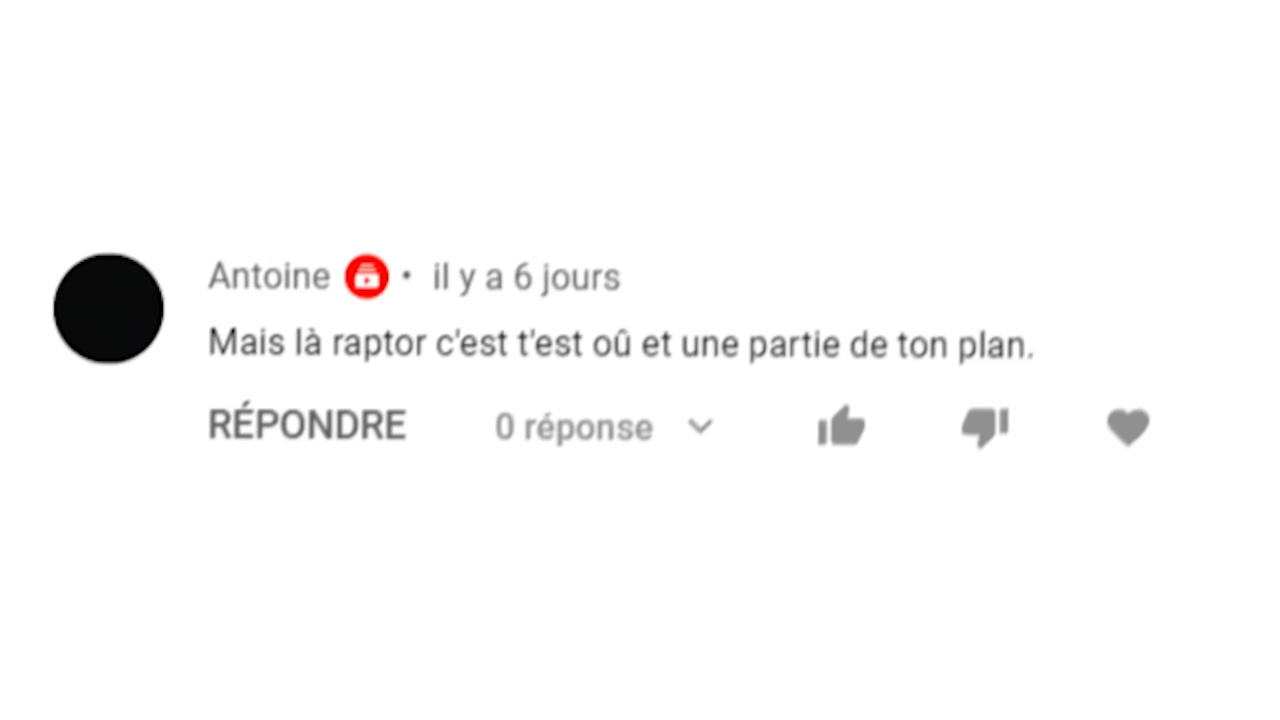 Antoine • il y a 6 jours
Mais là raptor c'est t'est oû et une partie de ton plan.
RÉPONDRE 0 réponse